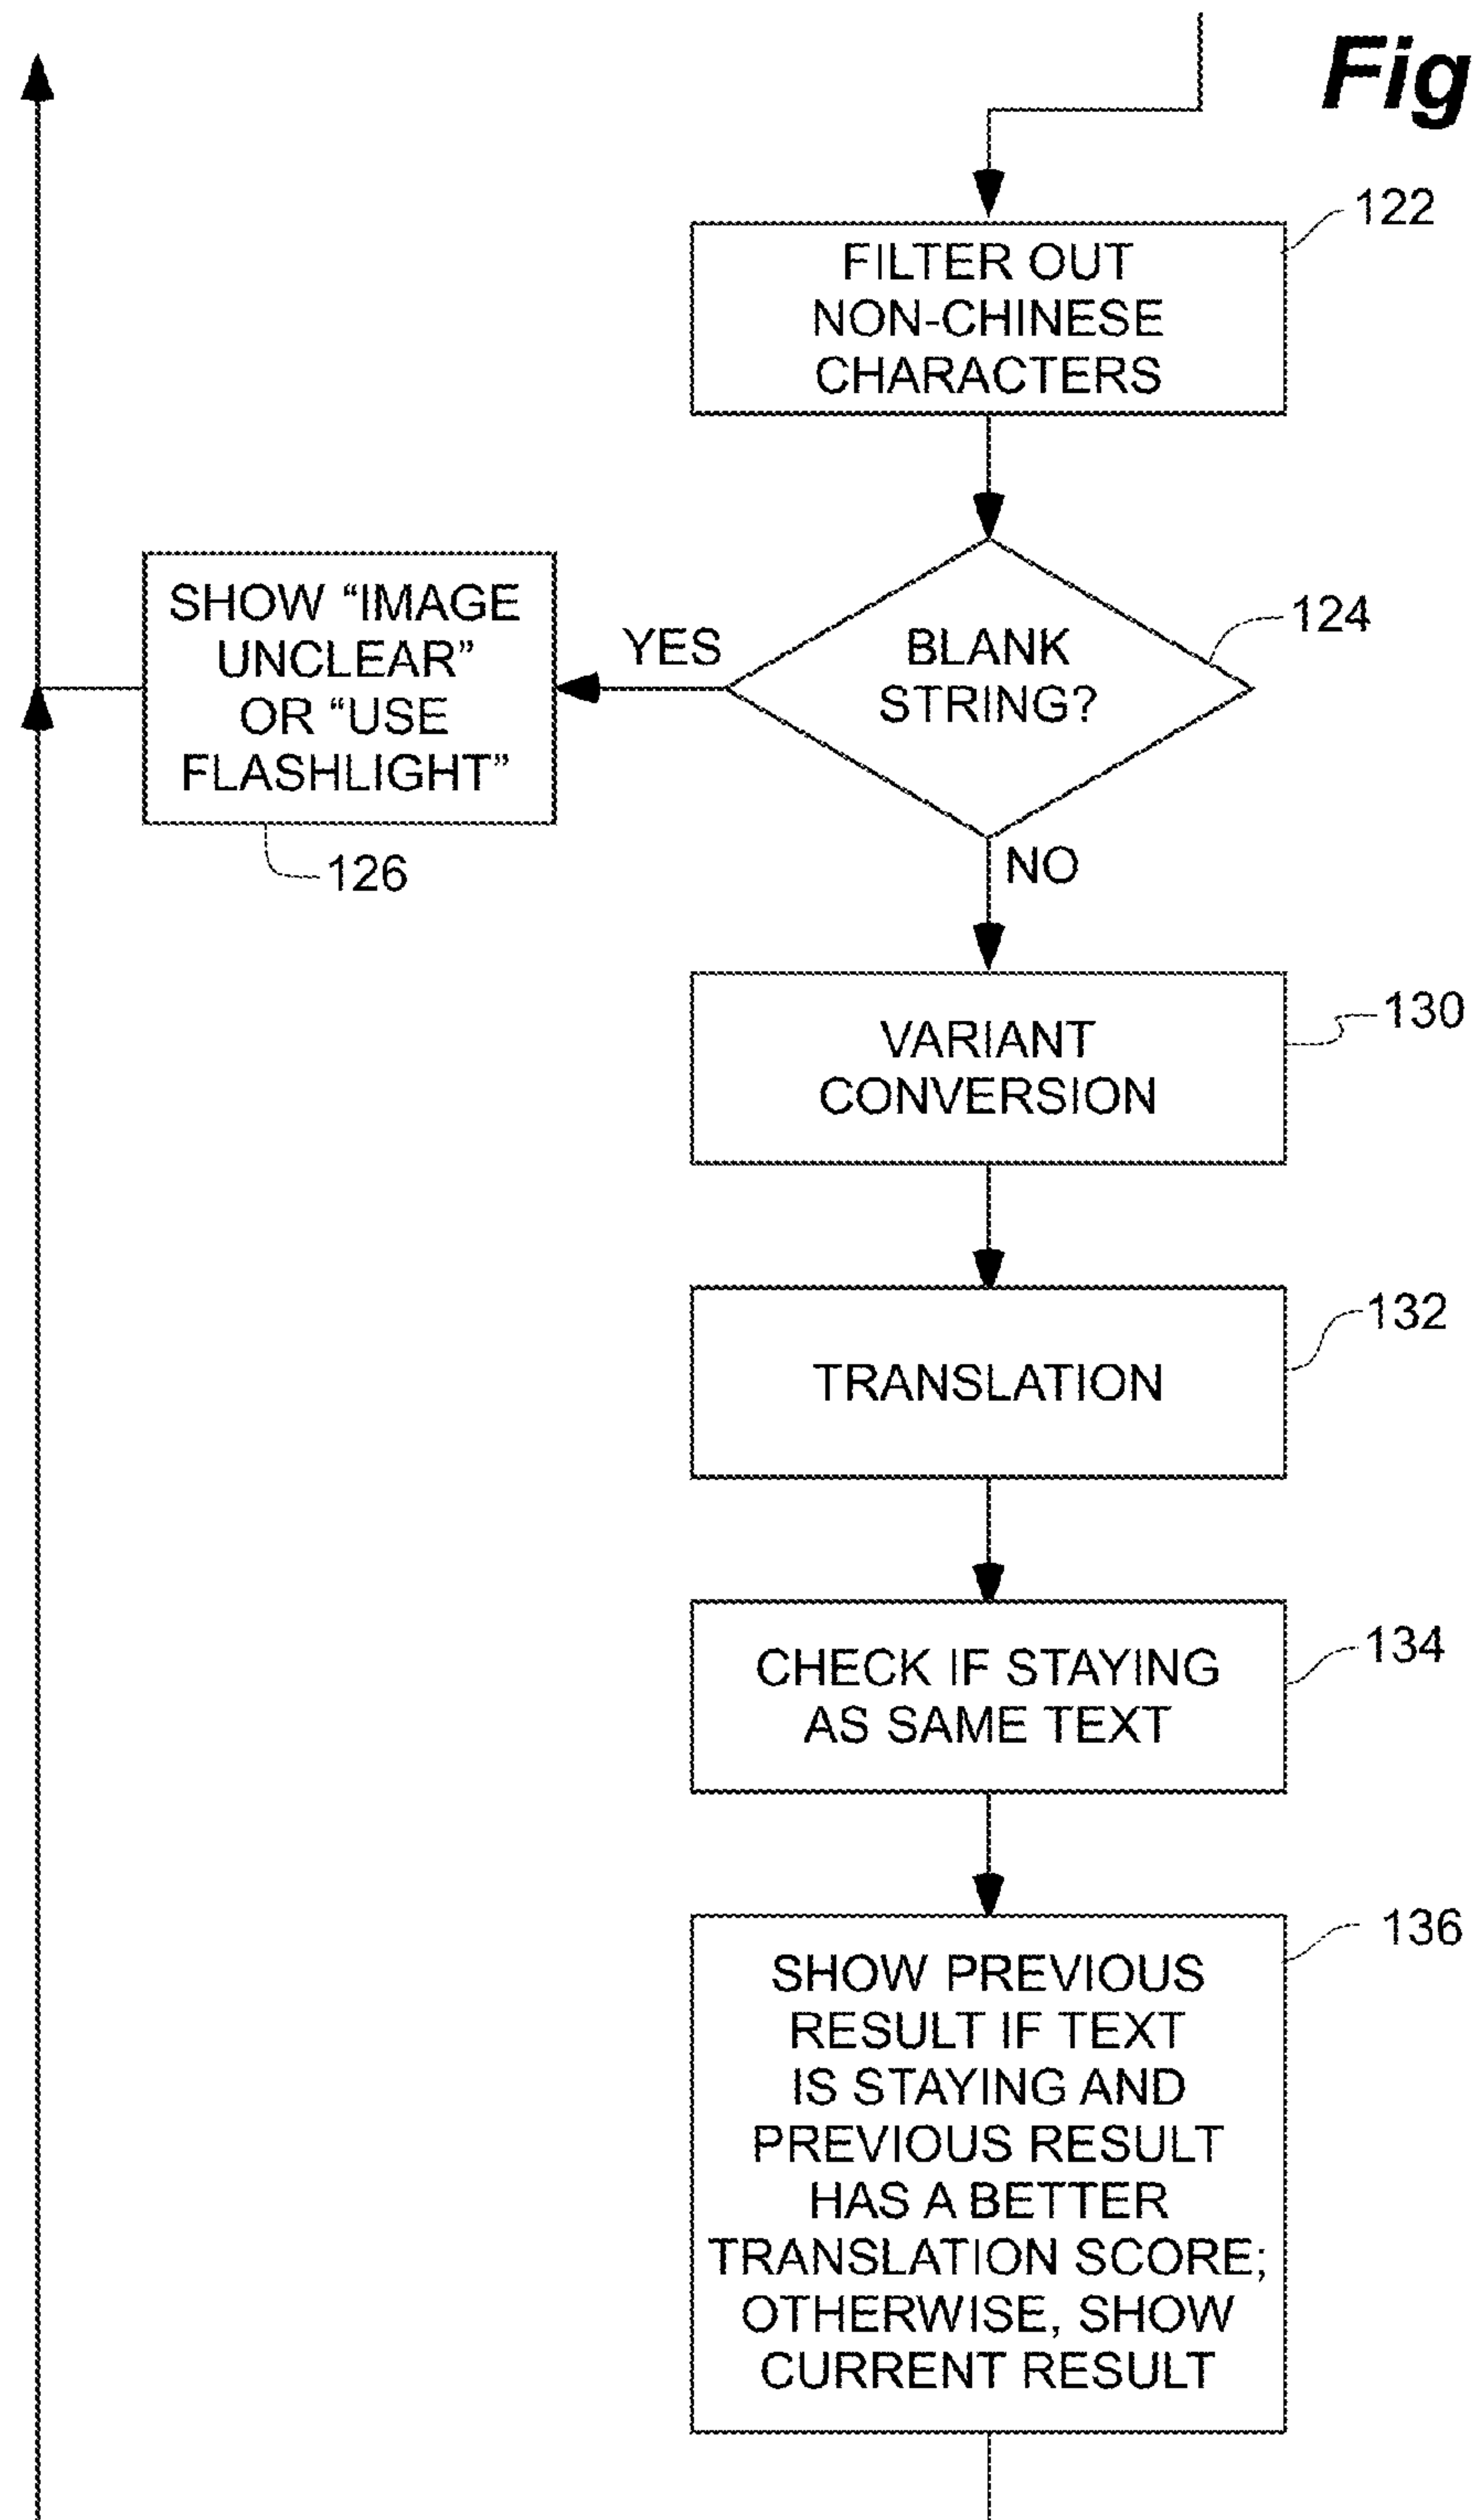 Fig
122
FILTER OUT
NON-CHINESE
CHARACTERS
124
BLANK
STRING?
YES
SHOW “IMAGE
UNCLEAR”
OR “USE
FLASHLIGHT”
126
NO
130
VARIANT
CONVERSION
132
TRANSLATION
134
CHECK IF STAYING
AS SAME TEXT
136
SHOW PREVIOUS
RESULT IF TEXT
IS STAYING AND
PREVIOUS RESULT
HAS A BETTER
TRANSLATION SCORE;
OTHERWISE, SHOW
CURRENT RESULT